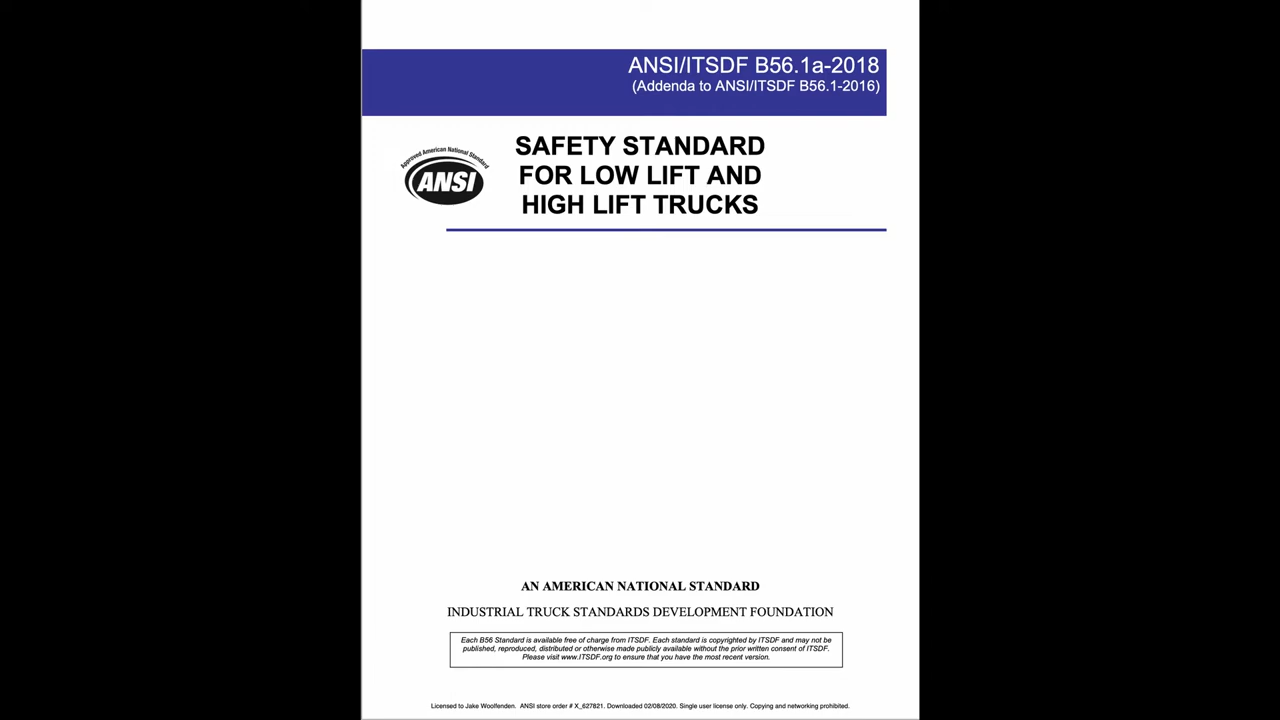 ANSI/ITSDF B56.1a-2018
(Addenda to ANSI/ITSDF B56.1-2016)
Approved American National Standard
ANSI
SAFETY STANDARD
FOR LOW LIFT AND
HIGH LIFT TRUCKS
AN AMERICAN NATIONAL STANDARD
INDUSTRIAL TRUCK STANDARDS DEVELOPMENT FOUNDATION
Each B56 Standard is available free of charge from ITSDF. Each standard is copyrighted by ITSDF and may not be
published, reproduced, distributed or otherwise made publicly available without the prior written consent of ITSDF.
Please visit www.ITSDF.org to ensure that you have the most recent version.
Licensed to Jake Woolfenden. ANSI store order # X_627821. Downloaded 02/08/2020. Single user license only. Copying and networking prohibited.